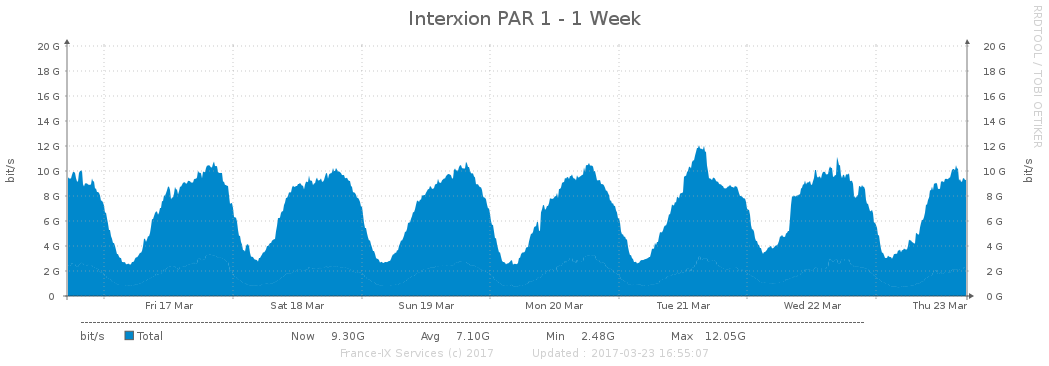 Interxion PAR 1 - 1 Week
RRDTOOL / TOBI OETIKER
bit/s
bit/s
20 G 20 G
18 G 18 G
16 G 16 G
14 G 14 G
12 G 12 G
10 G 10 G
8 G 8 G
6 G 6 G
4 G 4 G
2 G 2 G
0 0 G
Fri 17 Mar Sat 18 Mar Sun 19 Mar Mon 20 Mar Tue 21 Mar Wed 22 Mar Thu 23 Mar
bit/s Total Now 9.30G Avg 7.10G Min 2.48G Max 12.05G
France-IX Services (c) 2017 Updated : 2017-03-23 16:55:07